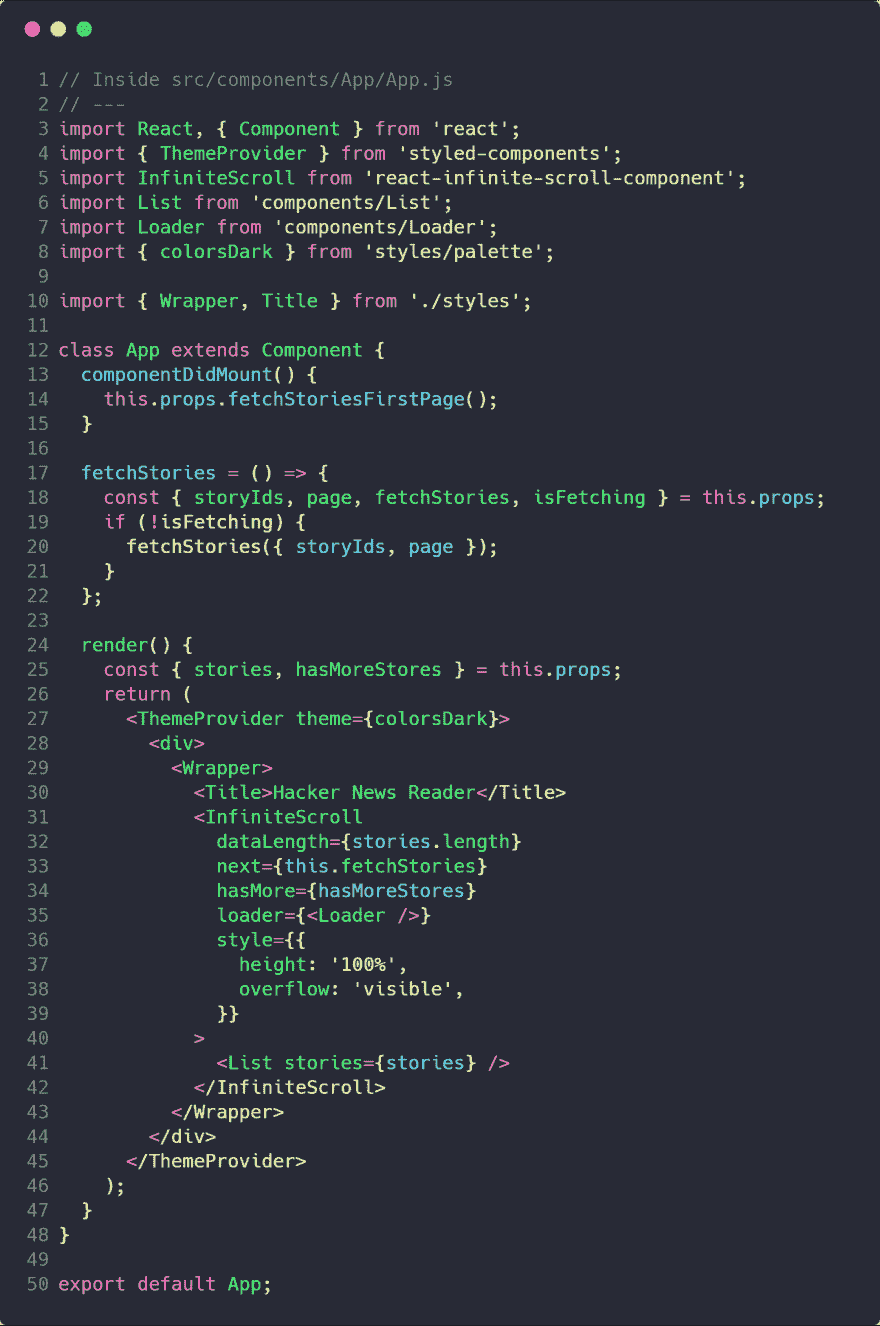 1 // Inside src/components/App/App.js
2 // ---
3 import React, { Component } from 'react';
4 import { ThemeProvider } from 'styled-components';
5 import InfiniteScroll from 'react-infinite-scroll-component';
6 import List from 'components/List';
7 import Loader from 'components/Loader';
8 import { colorsDark } from 'styles/palette';
9
10 import { Wrapper, Title } from './styles';
11
12 class App extends Component {
13   componentDidMount() {
14     this.props.fetchStoriesFirstPage();
15   }
16
17   fetchStories = () => {
18     const { storyIds, page, fetchStories, isFetching } = this.props;
19     if (!isFetching) {
20       fetchStories({ storyIds, page });
21     }
22   };
23
24   render() {
25     const { stories, hasMoreStores } = this.props;
26     return (
27       <ThemeProvider theme={colorsDark}>
28         <div>
29           <Wrapper>
30             <Title>Hacker News Reader</Title>
31             <InfiniteScroll
32               dataLength={stories.length}
33               next={this.fetchStories}
34               hasMore={hasMoreStores}
35               loader={<Loader />}
36               style={{
37                 height: '100%',
38                 overflow: 'visible',
39               }}
40             >
41               <List stories={stories} />
42             </InfiniteScroll>
43           </Wrapper>
44         </div>
45       </ThemeProvider>
46     );
47   }
48 }
49
50 export default App;